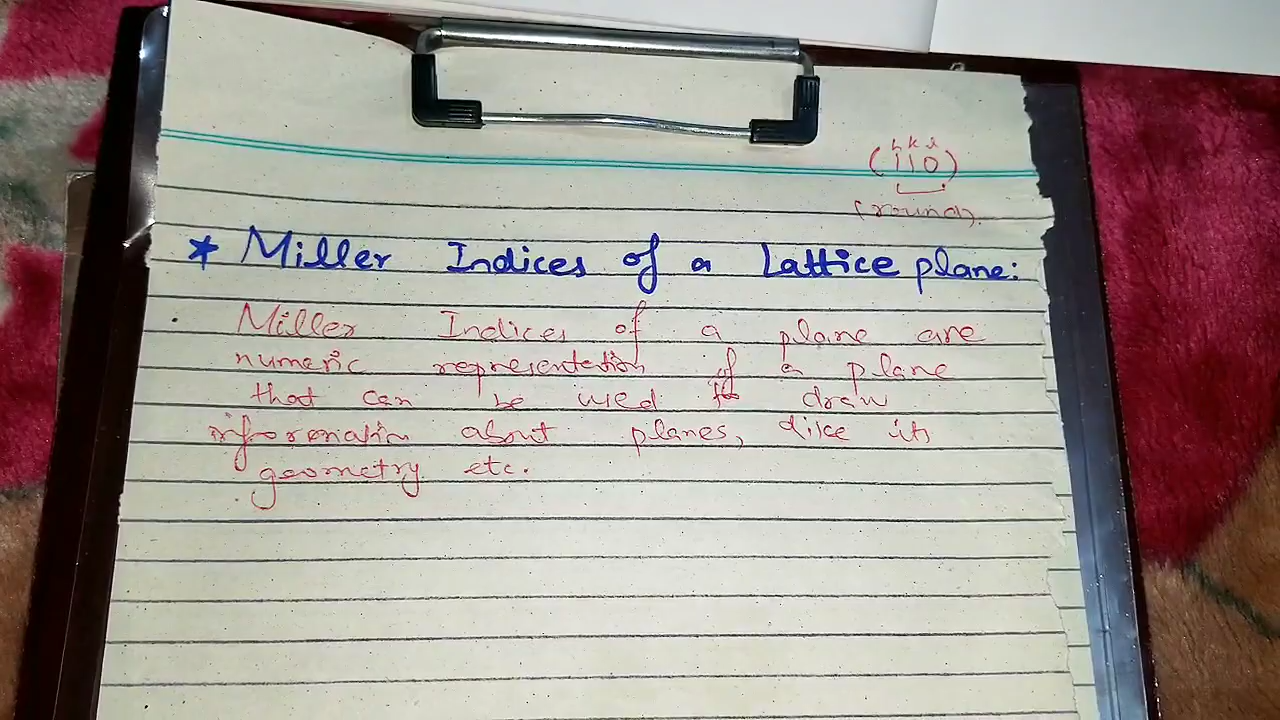 h k l
(110)
(round).
* Miller Indices of a Lattice plane:
Miller Indices of a plane are
numeric representation of a plane
that can be used to draw
information about planes, like its
geometry etc.